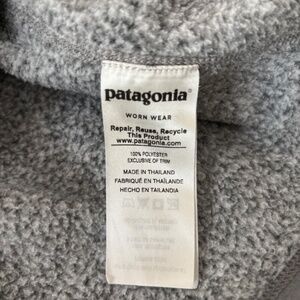 patagonia®
WORN WEAR
Repair, Reuse, Recycle
This Product
www.patagonia.com
100% POLYESTER
EXCLUSIVE OF TRIM
MADE IN THAILAND
FABRIQUÉ EN THAÏLANDE
HECHO EN TAILANDIA